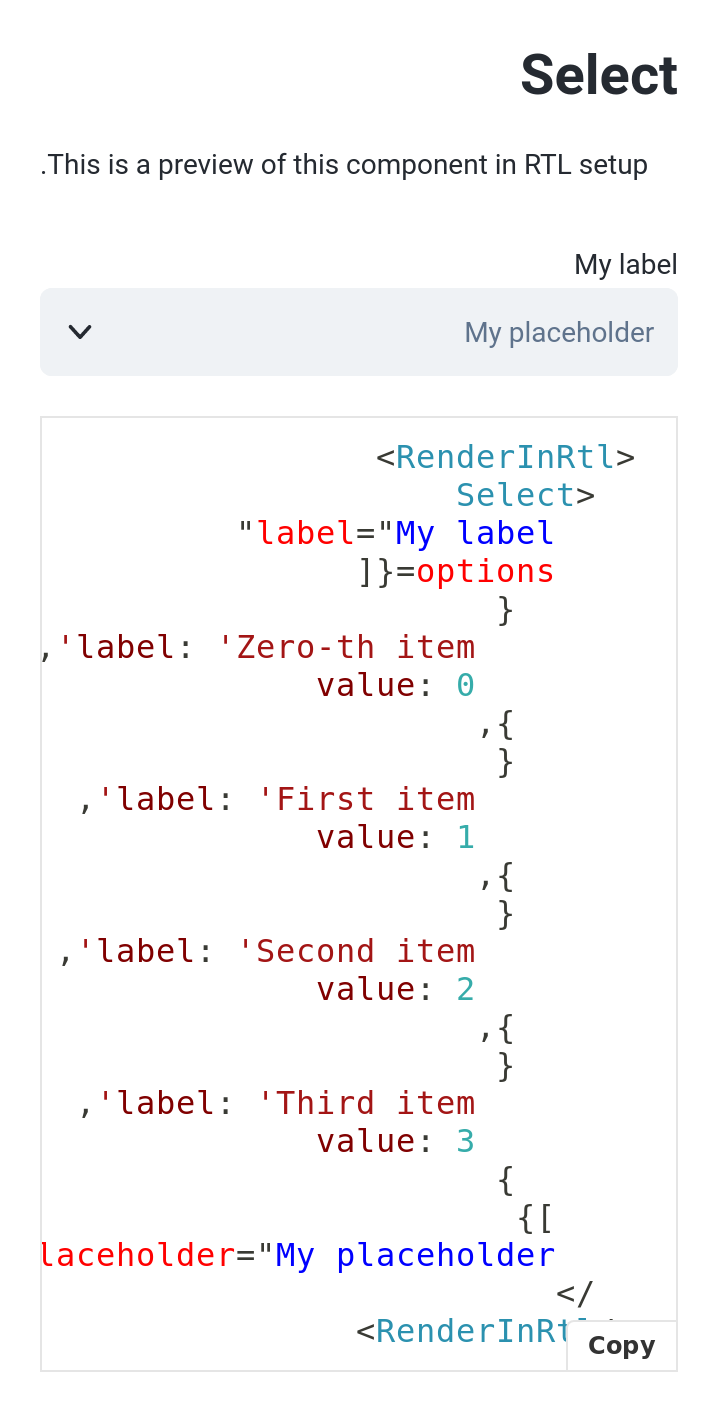 Select
.This is a preview of this component in RTL setup
My label
My placeholder
<RenderInRtl>
Select>
"label="My label
]}=options
}
,'label: 'Zero-th item
value: 0
,{
}
,'label: 'First item
value: 1
,{
}
,'label: 'Second item
value: 2
,{
}
,'label: 'Third item
value: 3
{
{[
laceholder="My placeholder
</
<RenderInRtl
Copy